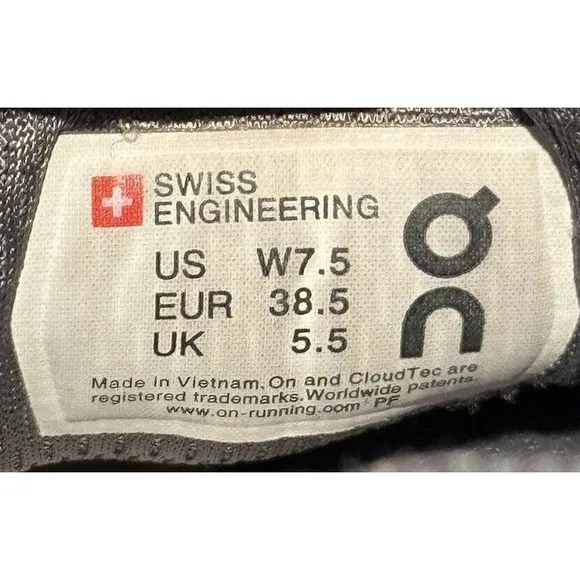 SWISS
ENGINEERING
US W7.5
EUR 38.5
UK 5.5
Made in Vietnam. On and CloudTec are
registered trademarks. Worldwide patents.
www.on-running.com PF
On